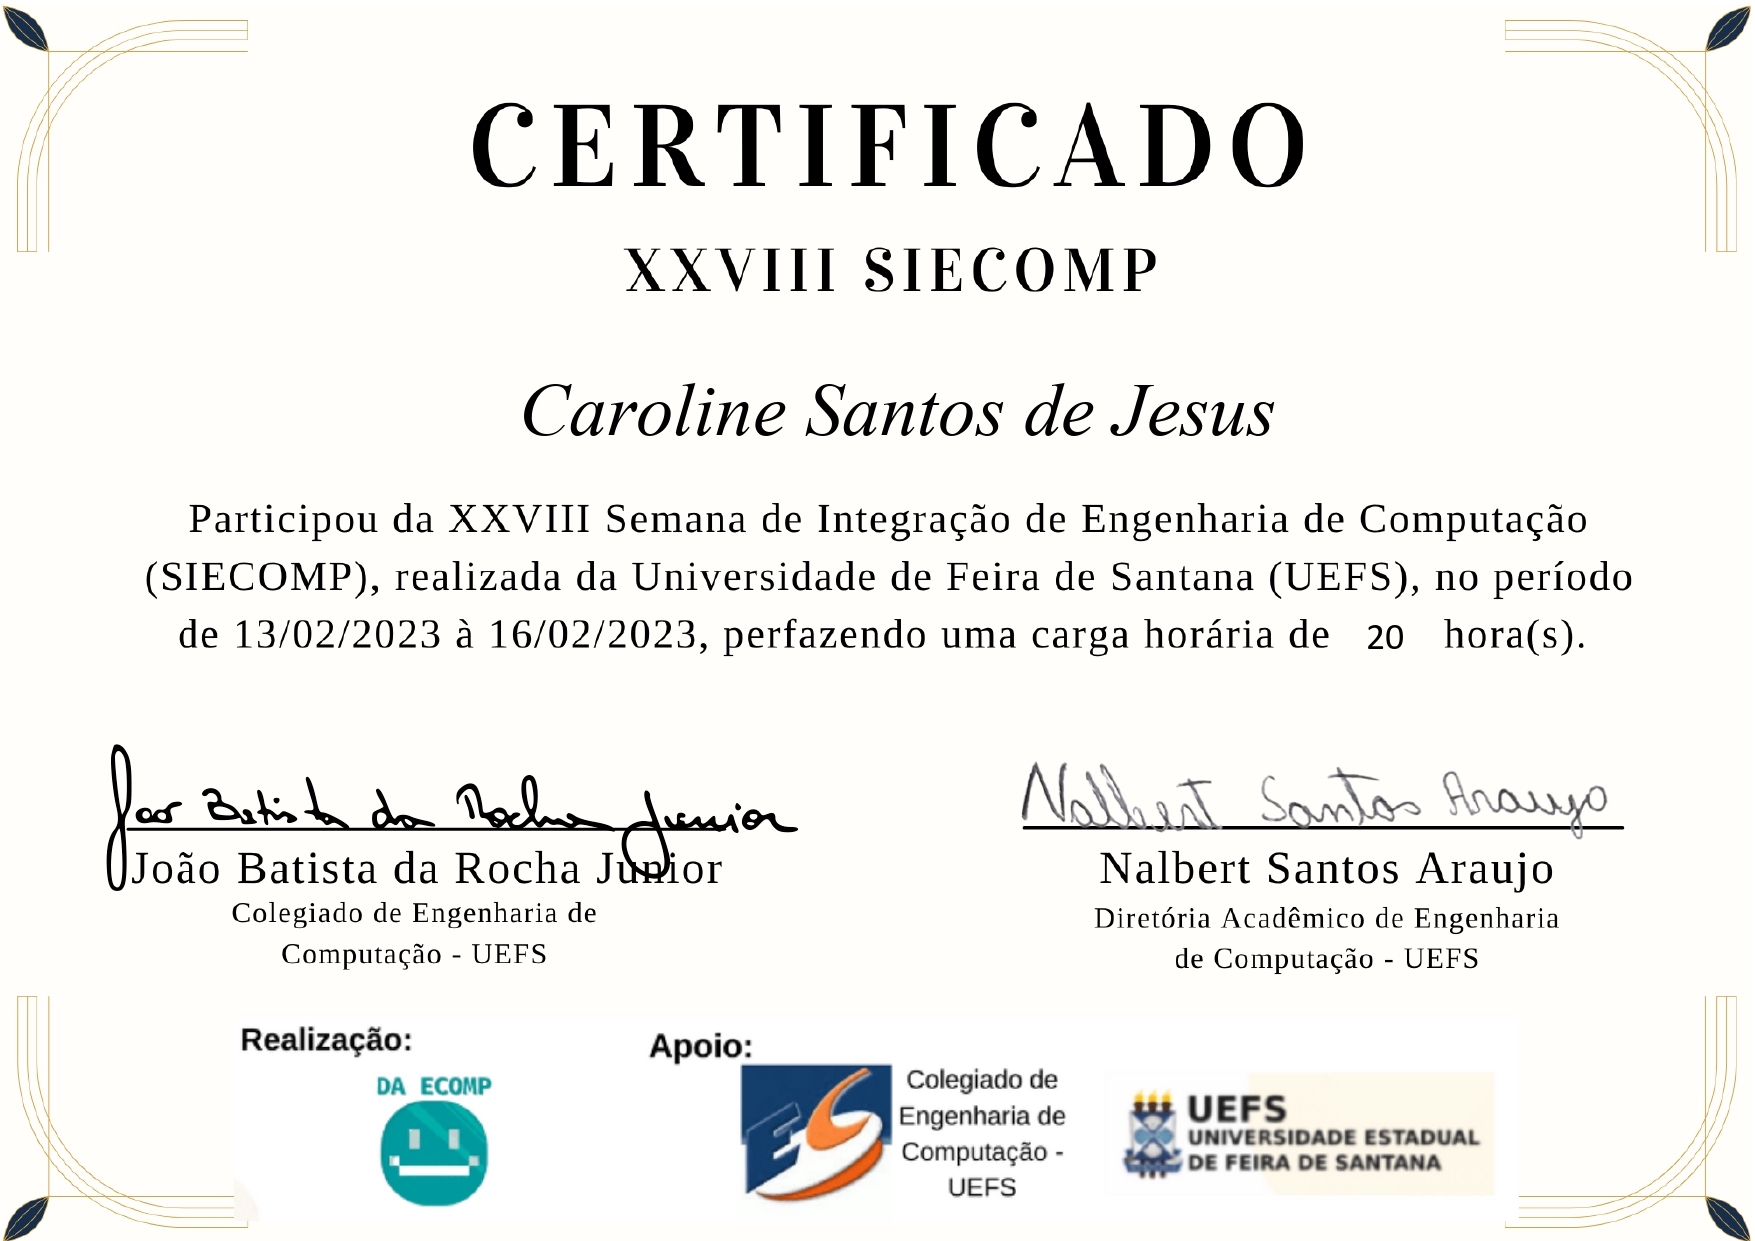 CERTIFICADO
XXVIII SIECOMP
Caroline Santos de Jesus
Participou da XXVIII Semana de Integração de Engenharia de Computação
(SIECOMP), realizada da Universidade de Feira de Santana (UEFS), no período
de 13/02/2023 à 16/02/2023, perfazendo uma carga horária de 20 hora(s).
Joao Batista da Rocha Junior
João Batista da Rocha Junior
Colegiado de Engenharia de
Computação - UEFS
Nalbert Santos Araujo
Nalbert Santos Araujo
Diretória Acadêmico de Engenharia
de Computação - UEFS
Realização:
DA ECOMP
Apoio:
ES
Colegiado de
Engenharia de
Computação -
UEFS
UEFS
UNIVERSIDADE ESTADUAL
DE FEIRA DE SANTANA